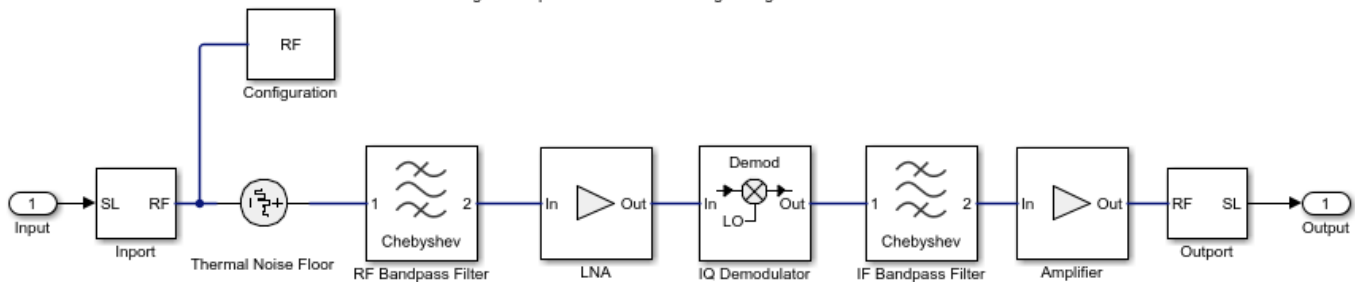 RF
Configuration
1
Input
SL RF
Inport
Thermal Noise Floor
1 2
Chebyshev
RF Bandpass Filter
In Out
LNA
Demod
In Out
LO
IQ Demodulator
1 2
Chebyshev
IF Bandpass Filter
In Out
Amplifier
RF SL
Outport
1
Output